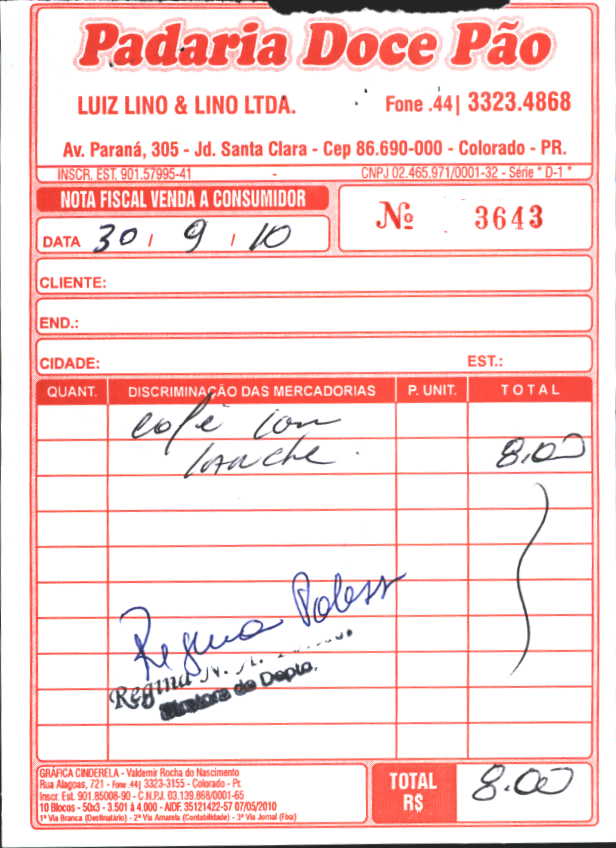 Padaria Doce Pão
LUIZ LINO & LINO LTDA. Fone .44| 3323.4868
Av. Paraná, 305 - Jd. Santa Clara - Cep 86.690-000 - Colorado - PR.
INSCR. EST. 901.57995-41 - CNPJ 02.465.971/0001-32 - Série " D-1 "
NOTA FISCAL VENDA A CONSUMIDOR
Nº 3643
DATA 30 / 9 / 10
CLIENTE:
END.:
CIDADE: EST.:
QUANT. DISCRIMINAÇÃO DAS MERCADORIAS P. UNIT. TOTAL
café com
lanche. 8,00
Regina
Regina
Diretora de Depto.
GRÁFICA CINDERELA - Valdemir Rocha do Nascimento
Rua Alagoas, 721 - Fone .44| 3323-3155 - Colorado - Pr.
Inscr. Est. 901.85008-90 - C.N.P.J. 03.139.868/0001-65
10 Blocos - 50x3 - 3.501 à 4.000 - AIDF. 35121422-57 07/05/2010
1ª Via Branca (Destinatário) - 2ª Via Amarela (Contabilidade) - 3ª Via Jornal (Fixa)
TOTAL R$ 8.00